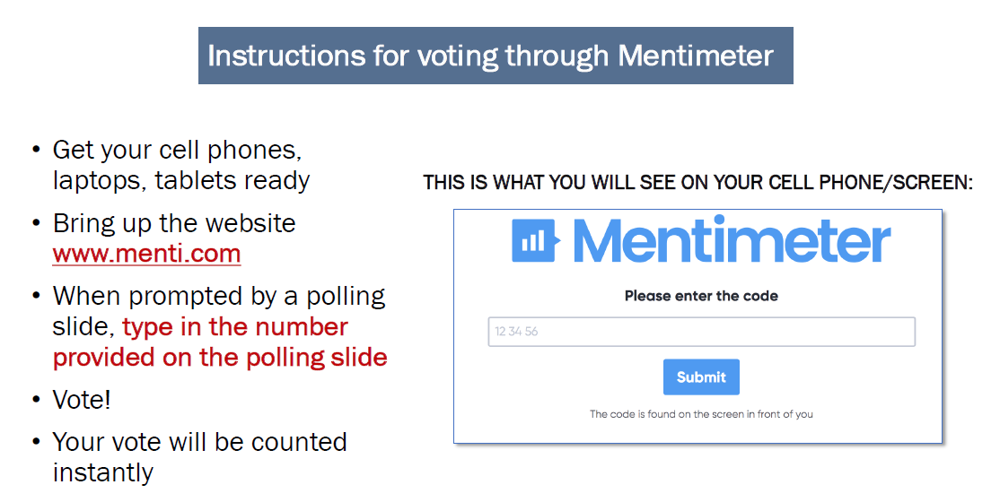 Instructions for voting through Mentimeter
• Get your cell phones,
laptops, tablets ready
• Bring up the website
www.menti.com
• When prompted by a polling
slide, type in the number
provided on the polling slide
• Vote!
• Your vote will be counted
instantly
THIS IS WHAT YOU WILL SEE ON YOUR CELL PHONE/SCREEN:
Mentimeter
Please enter the code
12 34 56
Submit
The code is found on the screen in front of you